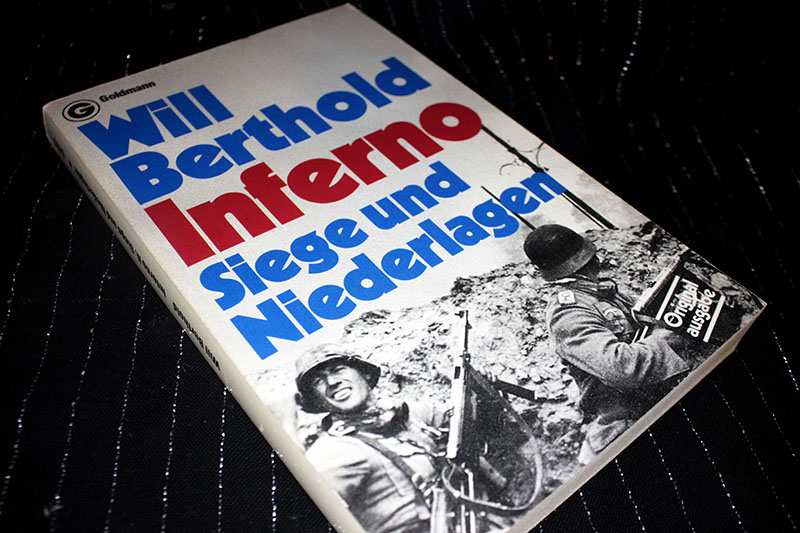 G Goldmann
Will
Berthold
Inferno
Siege und
Niederlagen
Original
ausgabe